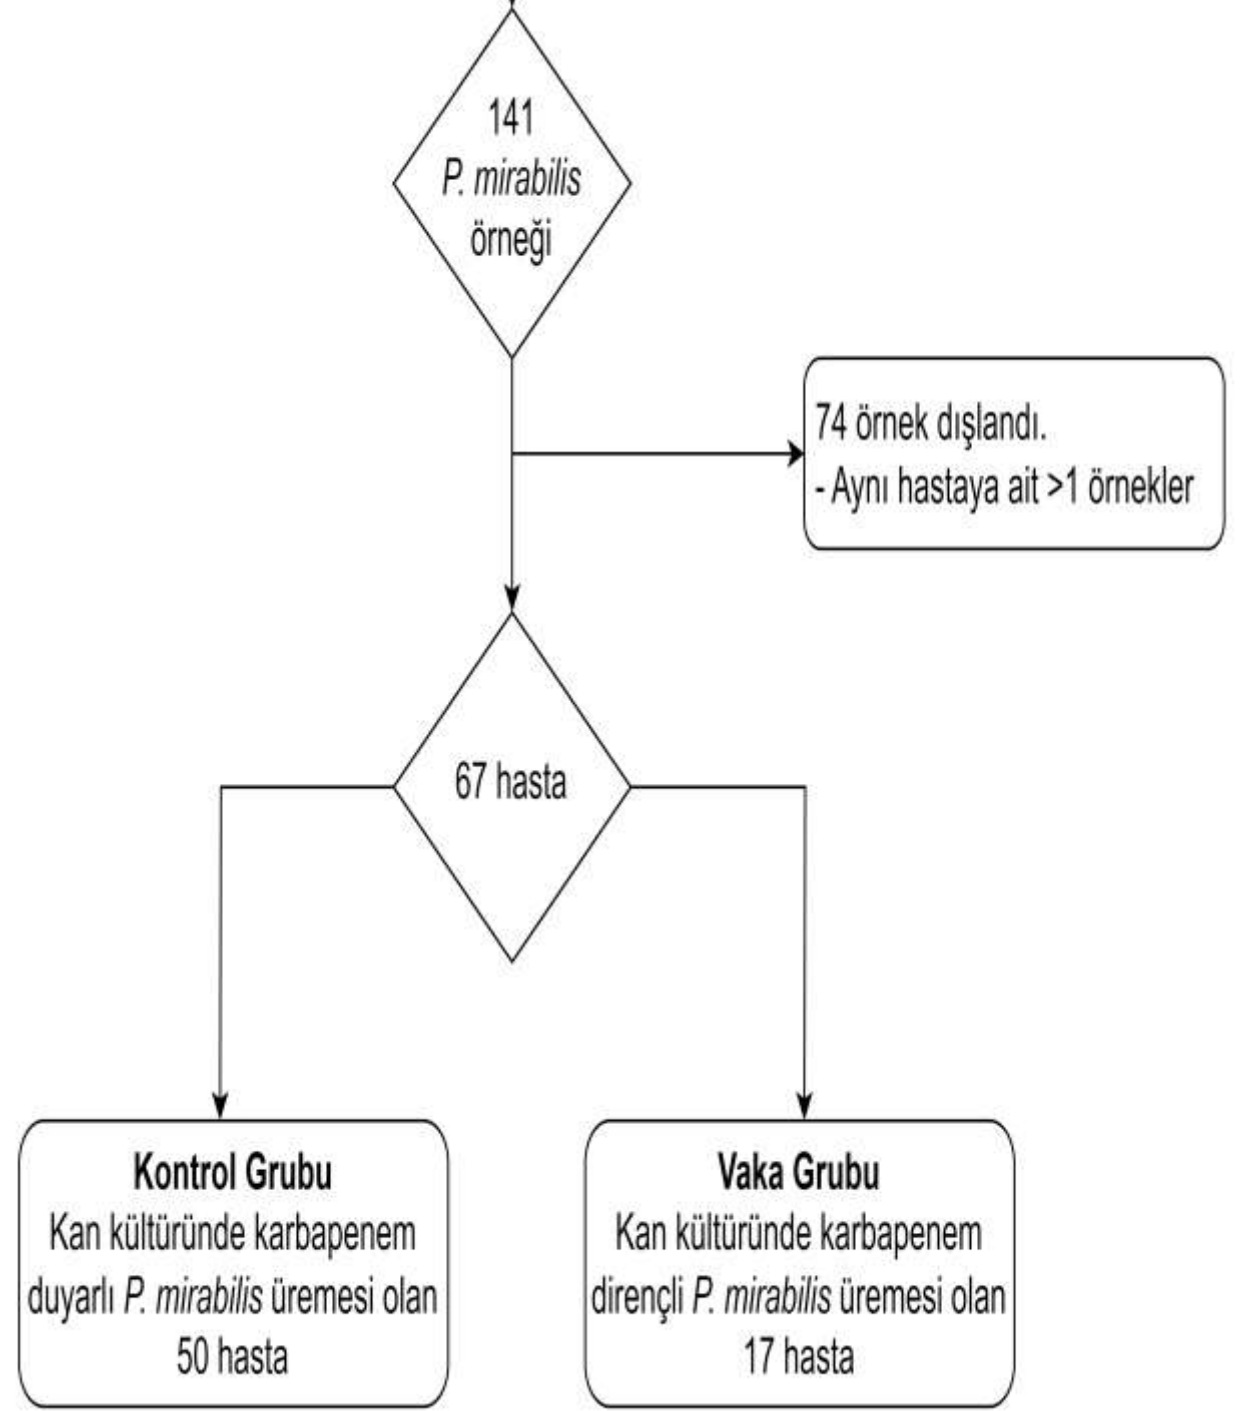 141
P. mirabilis
örneği
74 örnek dışlandı.
- Aynı hastaya ait >1 örnekler
67 hasta
Kontrol Grubu
Kan kültüründe karbapenem
duyarlı P. mirabilis üremesi olan
50 hasta
Vaka Grubu
Kan kültüründe karbapenem
dirençli P. mirabilis üremesi olan
17 hasta